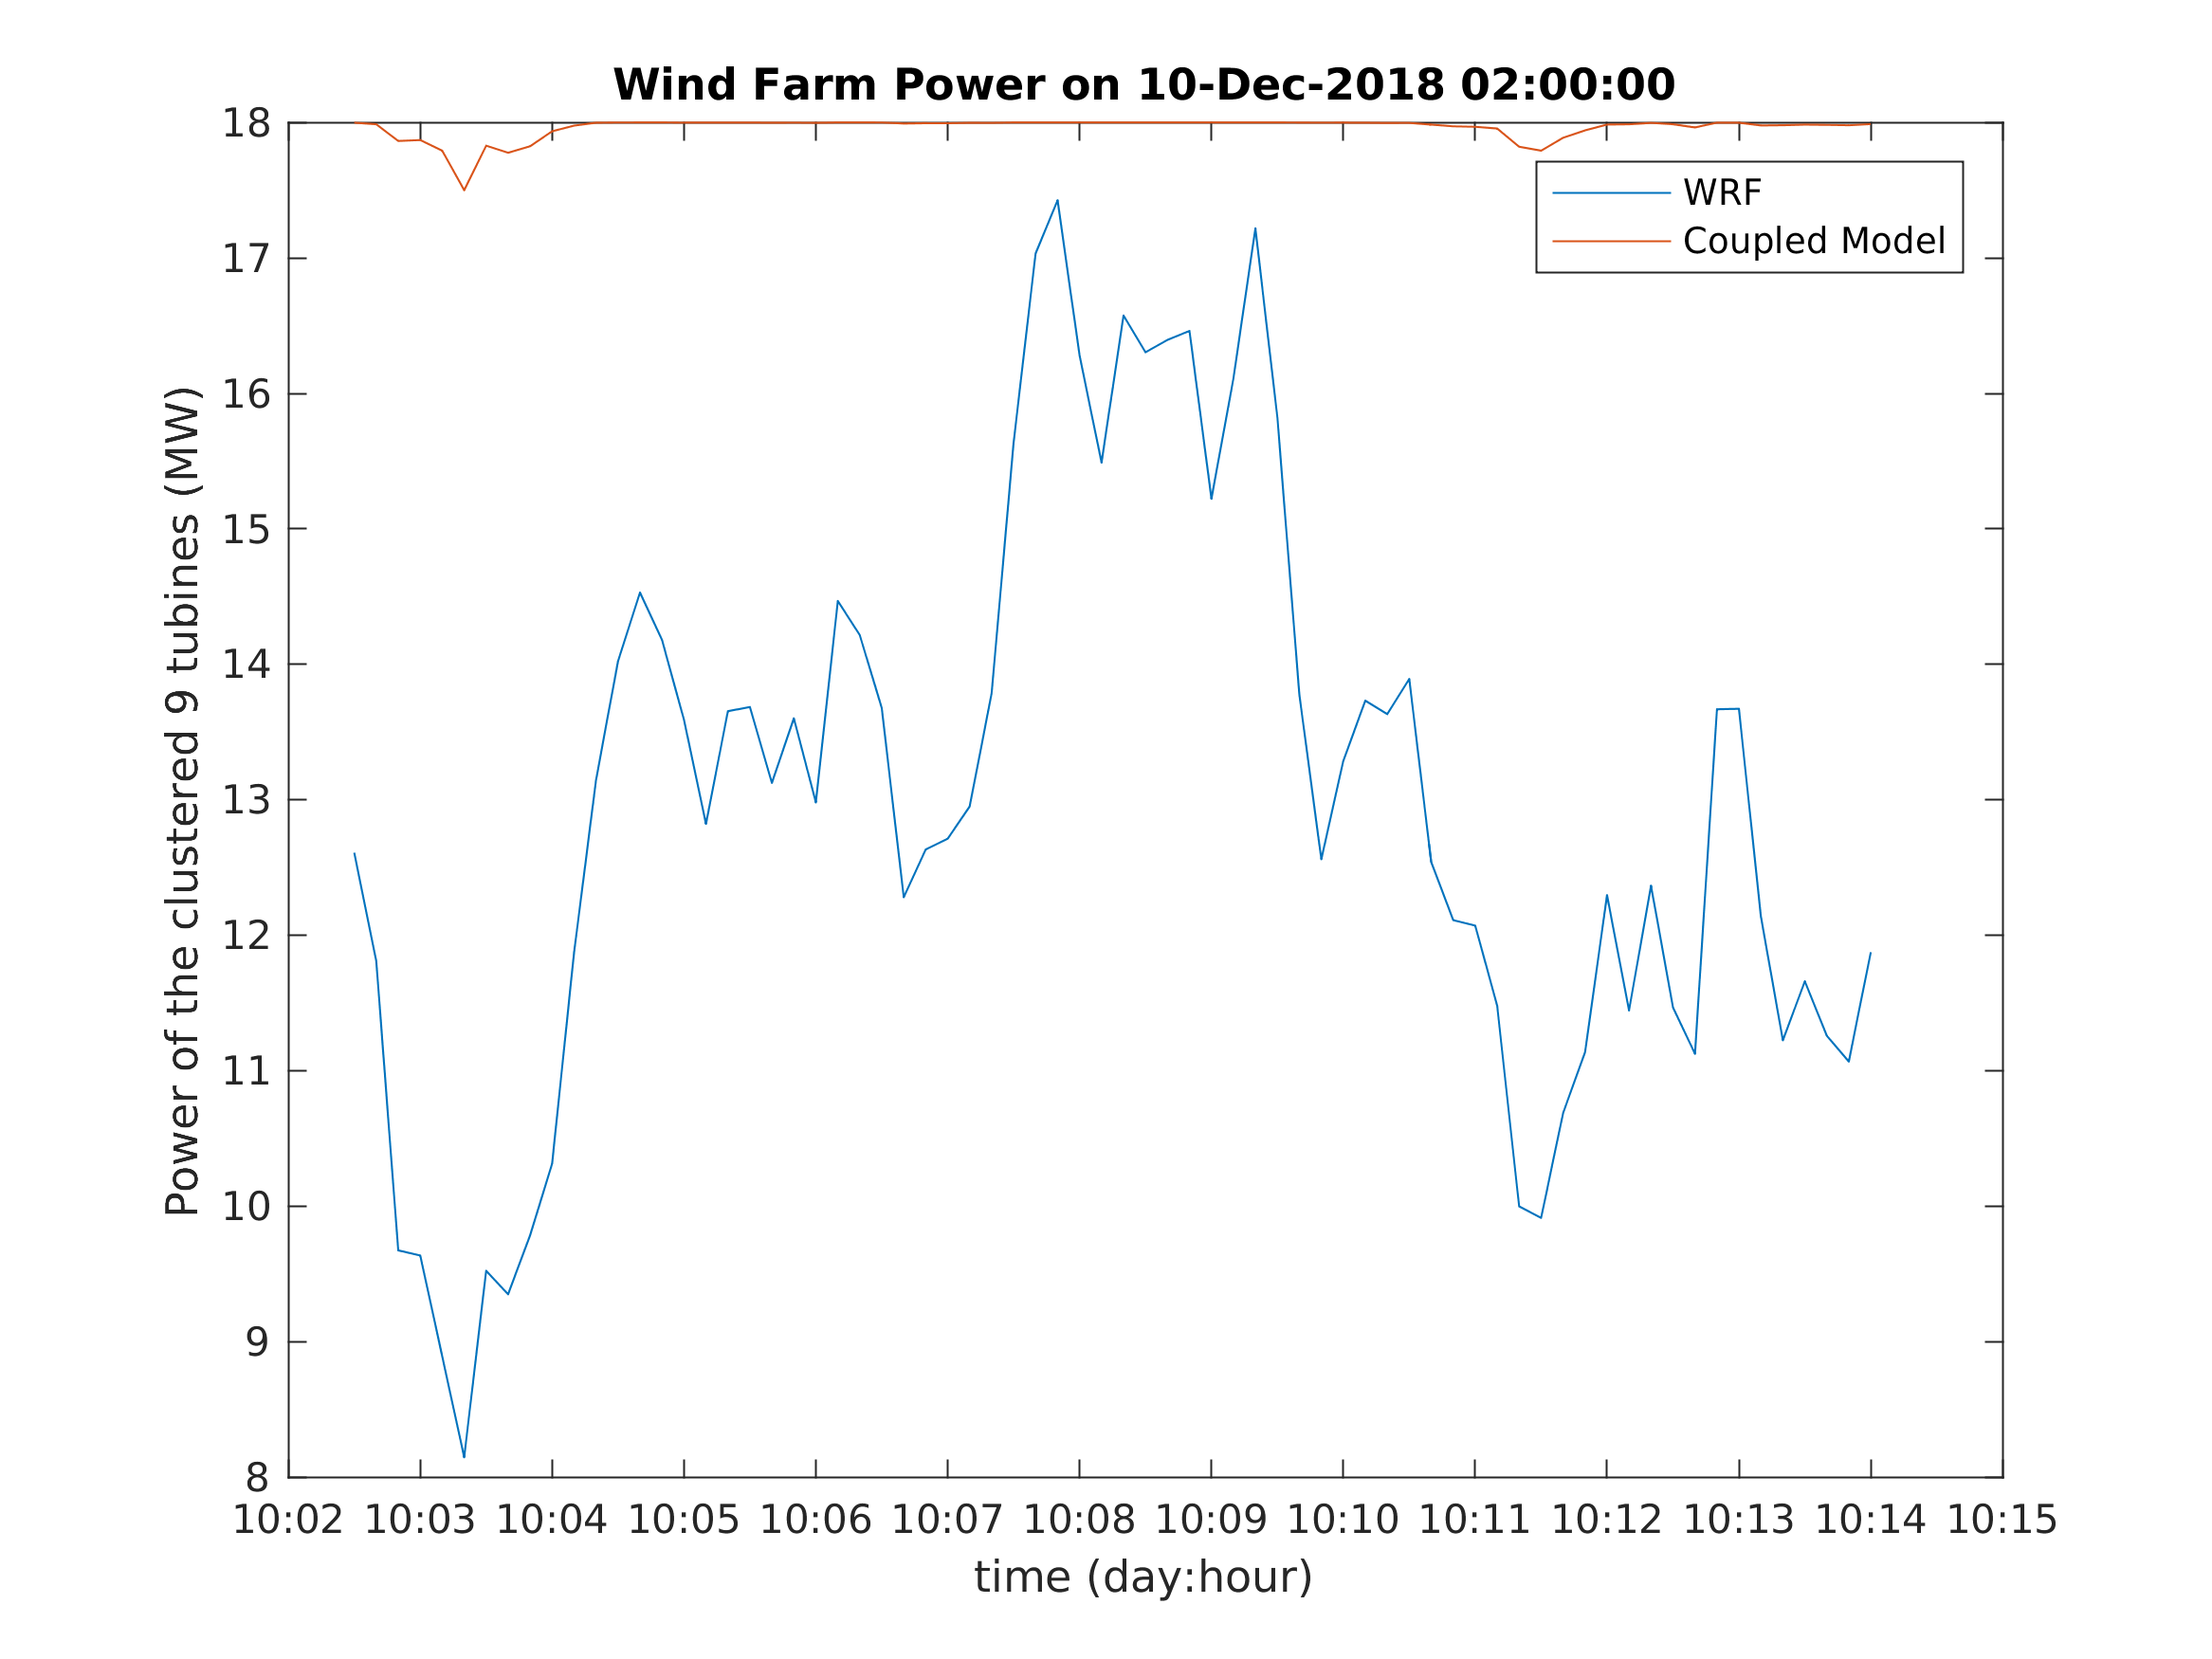 Wind Farm Power on 10-Dec-2018 02:00:00
18
17
16
15
14
13
12
11
10
9
8
Power of the clustered 9 tubines (MW)
WRF
Coupled Model
10:02 10:03 10:04 10:05 10:06 10:07 10:08 10:09 10:10 10:11 10:12 10:13 10:14 10:15
time (day:hour)